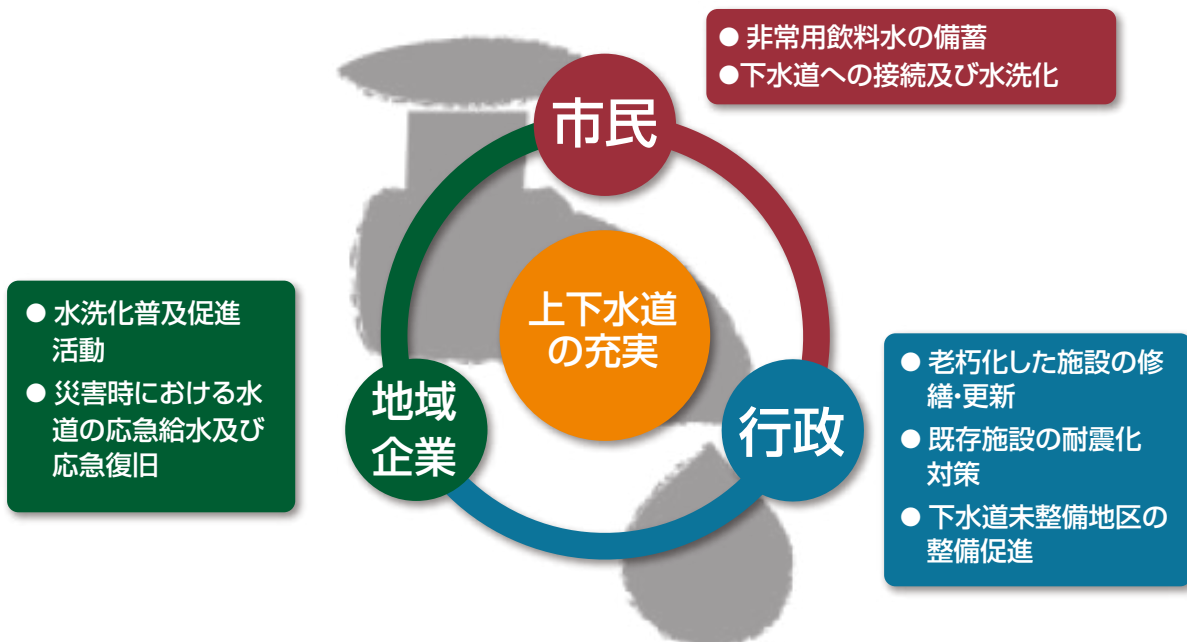 ● 非常用飲料水の備蓄
●下水道への接続及び水洗化
市民
上下水道
の充実
● 水洗化普及促進
活動
● 災害時における水
道の応急給水及び
応急復旧
地域
企業
行政
● 老朽化した施設の修
繕・更新
● 既存施設の耐震化
対策
● 下水道未整備地区の
整備促進